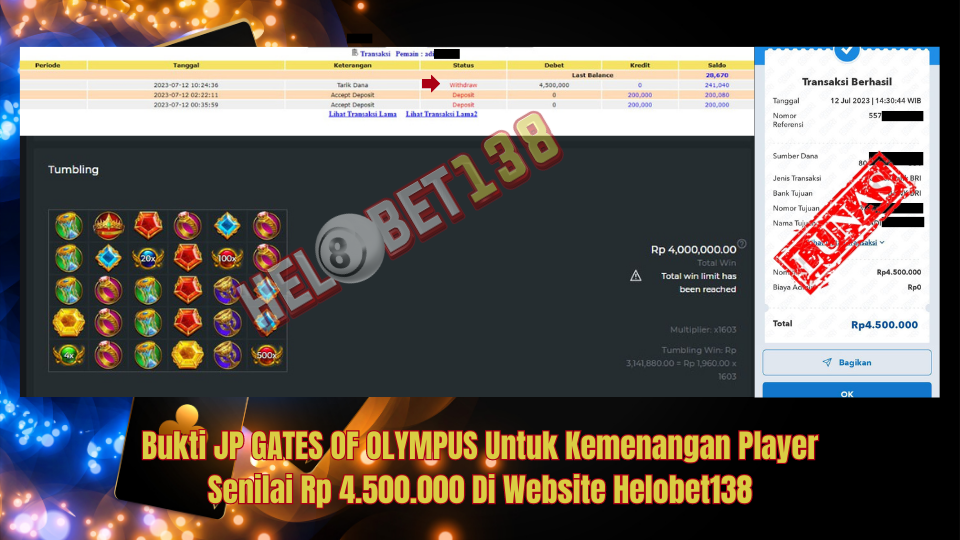 Transaksi Pemain : ad
Periode Tanggal Keterangan Status Debet Kredit Saldo
Last Balance 28,670
2023-07-12 10:24:36 Tarik Dana Withdraw 4,500,000 0 241,040
2023-07-12 02:22:11 Accept Deposit Deposit 0 200,000 200,080
2023-07-12 00:35:59 Accept Deposit Deposit 0 200,000 200,000
Lihat Transaksi Lama Lihat Transaksi Lama2
Tumbling
20x 100x
4x 500x
Rp 4,000,000.00
Total Win
Total win limit has
been reached
Multiplier: x1603
Tumbling Win: Rp
3,141,880.00 = Rp 1,960.00 x
1603
HELOBET138
8
Transaksi Berhasil
Tanggal 12 Jul 2023 | 14:30:44 WIB
Nomor 557
Referensi
Sumber Dana
80
Jenis Transaksi BRI
Bank Tujuan BRI
Nomor Tujuan
Nama Tujuan
LUNAS
Rp4.500.000
Biaya Rp0
Total Rp4.500.000
Bagikan
OK
Bukti JP GATES OF OLYMPUS Untuk Kemenangan Player
Senilai Rp 4.500.000 Di Website Helobet138